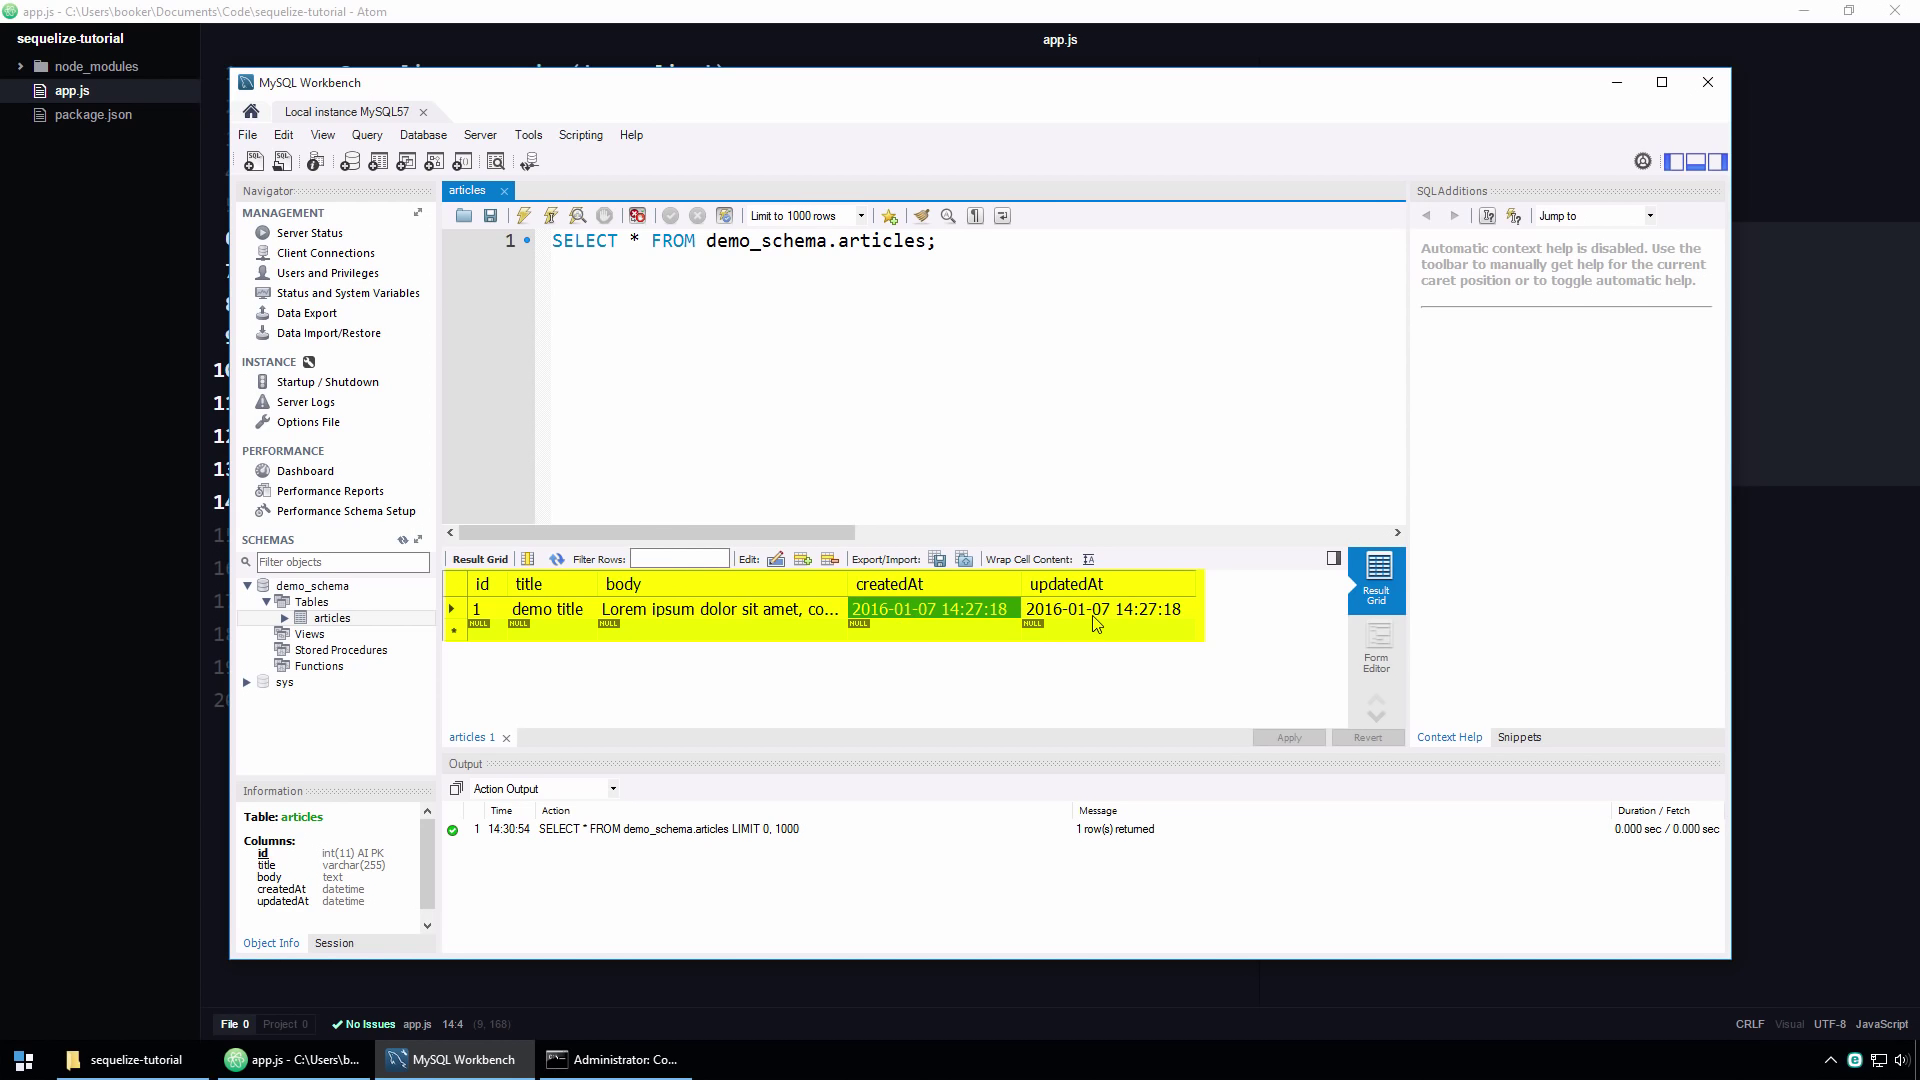 app.js - C:\Users\booker\Documents\Code\sequelize-tutorial - Atom
sequelize-tutorial
app.js
node_modules
app.js
package.json
MySQL Workbench
Local instance MySQL57
File Edit View Query Database Server Tools Scripting Help
Navigator
MANAGEMENT
Server Status
Client Connections
Users and Privileges
Status and System Variables
Data Export
Data Import/Restore
INSTANCE
Startup / Shutdown
Server Logs
Options File
PERFORMANCE
Dashboard
Performance Reports
Performance Schema Setup
SCHEMAS
Filter objects
demo_schema
Tables
articles
Views
Stored Procedures
Functions
sys
Information
Table: articles
Columns:
id int(11) AI PK
title varchar(255)
body text
createdAt datetime
updatedAt datetime
Object Info Session
articles
Limit to 1000 rows
1 SELECT * FROM demo_schema.articles;
Result Grid Filter Rows: Edit: Export/Import: Wrap Cell Content:
id title body createdAt updatedAt
1 demo title Lorem ipsum dolor sit amet, co... 2016-01-07 14:27:18 2016-01-07 14:27:18
NULL NULL NULL NULL NULL
Result
Grid
Form
Editor
articles 1 Apply Revert
SQLAdditions
Jump to
Automatic context help is disabled. Use the
toolbar to manually get help for the current
caret position or to toggle automatic help.
Context Help Snippets
Output
Action Output
Time Action Message Duration / Fetch
1 14:30:54 SELECT * FROM demo_schema.articles LIMIT 0, 1000 1 row(s) returned 0.000 sec / 0.000 sec
File 0 Project 0 No Issues app.js 14:4 (9, 168) CRLF Visual UTF-8 JavaScript
sequelize-tutorial app.js - C:\Users\b... MySQL Workbench Administrator: Co...